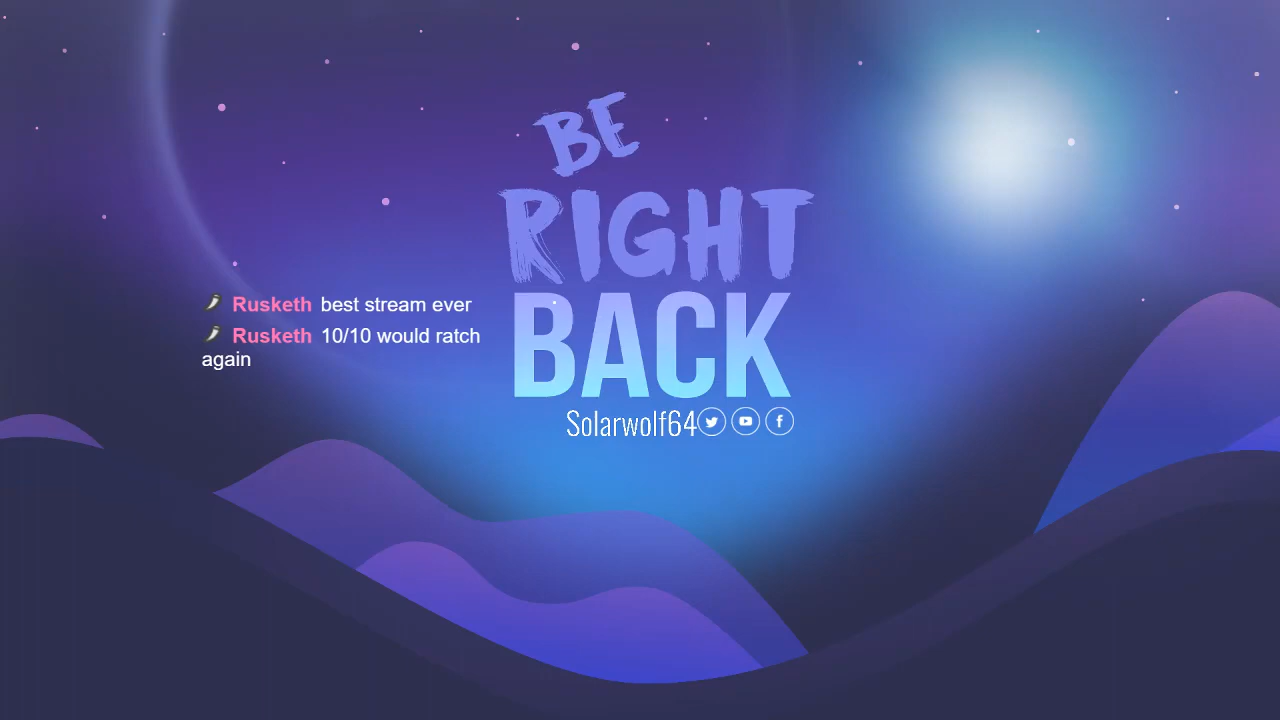 BE
RIGHT
BACK
Solarwolf64
Rusketh best stream ever
Rusketh 10/10 would ratch
again